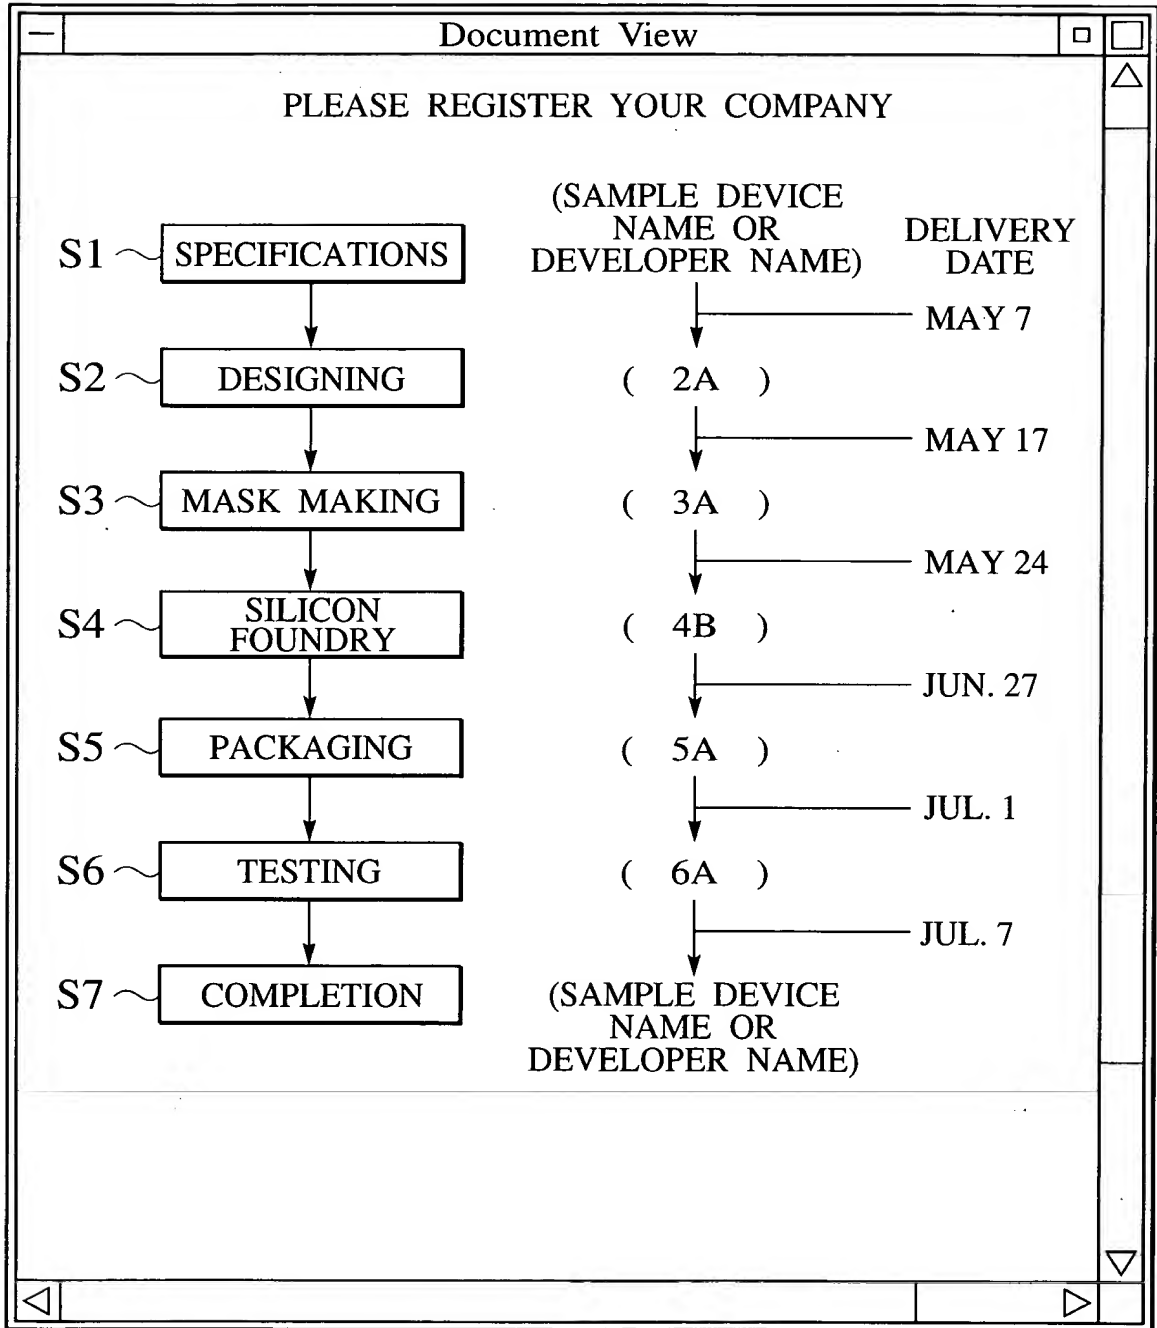 Document View
PLEASE REGISTER YOUR COMPANY
(SAMPLE DEVICE
NAME OR
DEVELOPER NAME)
DELIVERY
DATE
S1
SPECIFICATIONS
MAY 7
S2
DESIGNING
( 2A )
MAY 17
S3
MASK MAKING
( 3A )
MAY 24
S4
SILICON
FOUNDRY
( 4B )
JUN. 27
S5
PACKAGING
( 5A )
JUL. 1
S6
TESTING
( 6A )
JUL. 7
S7
COMPLETION
(SAMPLE DEVICE
NAME OR
DEVELOPER NAME)